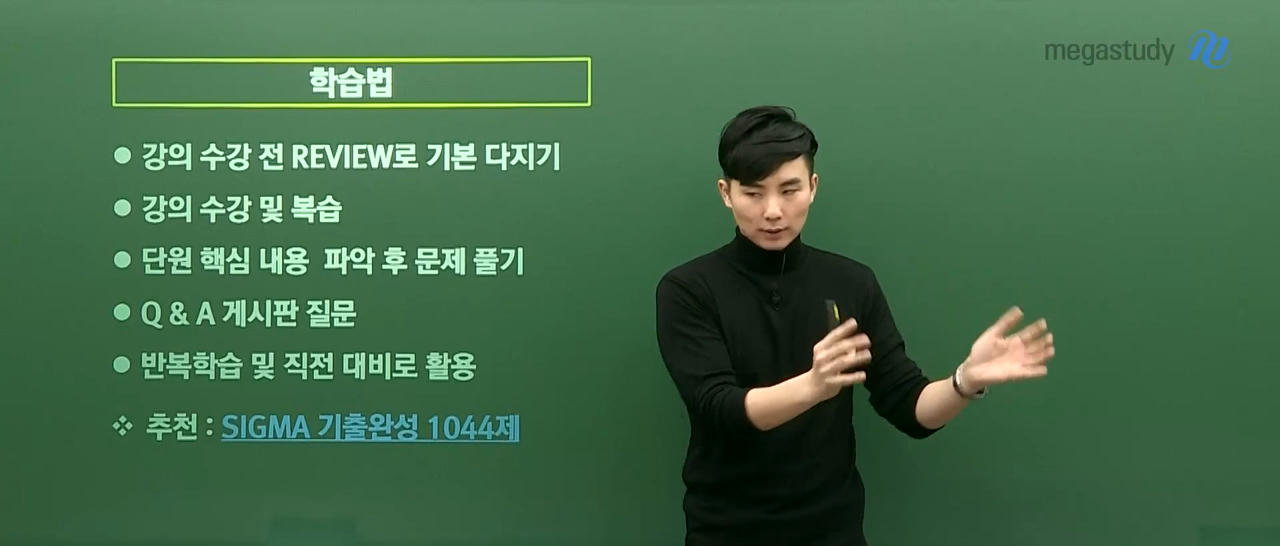 megastudy
학습법
● 강의 수강 전 REVIEW로 기본 다지기
● 강의 수강 및 복습
● 단원 핵심 내용 파악 후 문제 풀기
● Q & A 게시판 질문
● 반복학습 및 직전 대비로 활용
❖ 추천 : SIGMA 기출완성 1044제